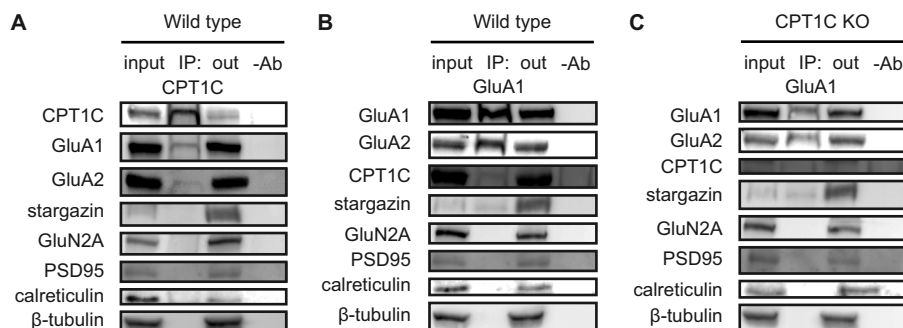 A
Wild type
input IP: out -Ab
CPT1C
CPT1C
GluA1
GluA2
stargazin
GluN2A
PSD95
calreticulin
β-tubulin
B
Wild type
input IP: out -Ab
GluA1
GluA1
GluA2
CPT1C
stargazin
GluN2A
PSD95
calreticulin
β-tubulin
C
CPT1C KO
input IP: out -Ab
GluA1
GluA1
GluA2
CPT1C
stargazin
GluN2A
PSD95
calreticulin
β-tubulin